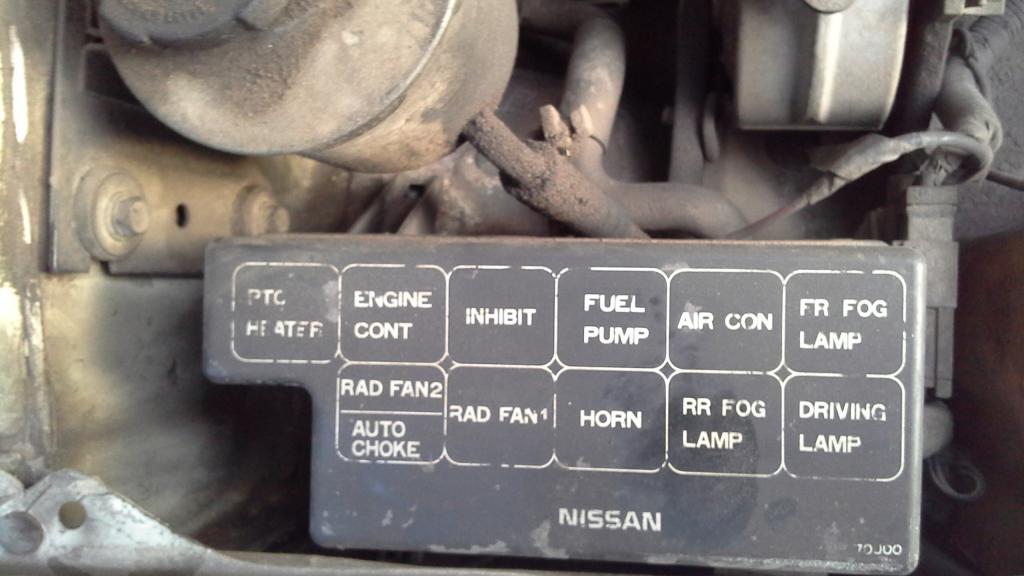 PTC
HEATER
ENGINE
CONT
INHIBIT
FUEL
PUMP
AIR CON
FR FOG
LAMP
RAD FAN2
AUTO
CHOKE
RAD FAN1
HORN
RR FOG
LAMP
DRIVING
LAMP
NISSAN
70J00